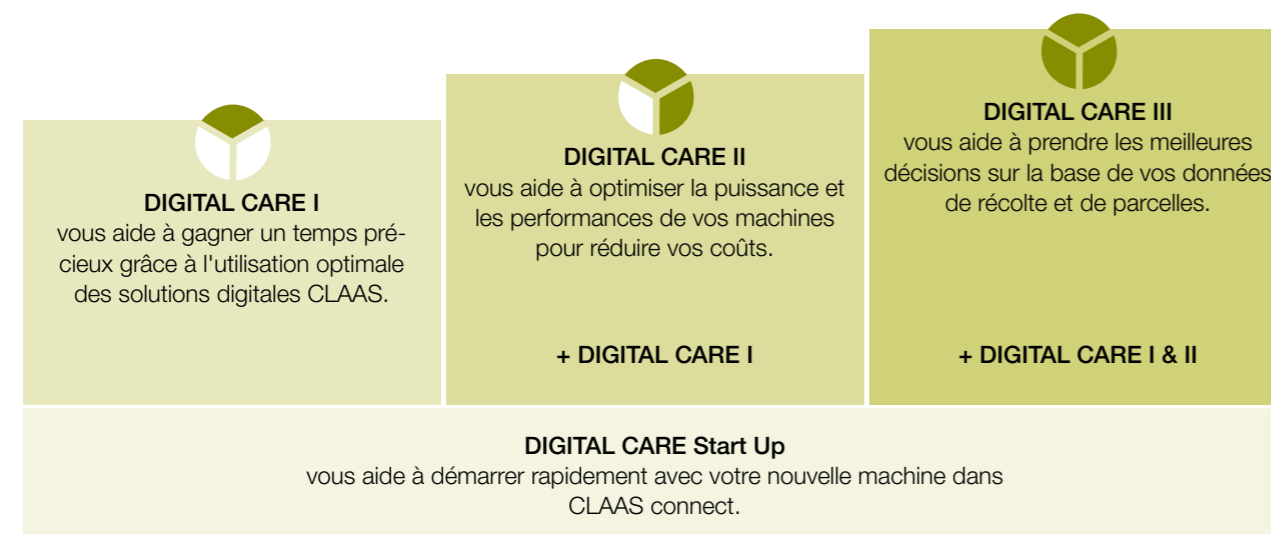 DIGITAL CARE I
vous aide à gagner un temps pré-
cieux grâce à l'utilisation optimale
des solutions digitales CLAAS.
DIGITAL CARE II
vous aide à optimiser la puissance et
les performances de vos machines
pour réduire vos coûts.
+ DIGITAL CARE I
DIGITAL CARE III
vous aide à prendre les meilleures
décisions sur la base de vos données
de récolte et de parcelles.
+ DIGITAL CARE I & II
DIGITAL CARE Start Up
vous aide à démarrer rapidement avec votre nouvelle machine dans
CLAAS connect.